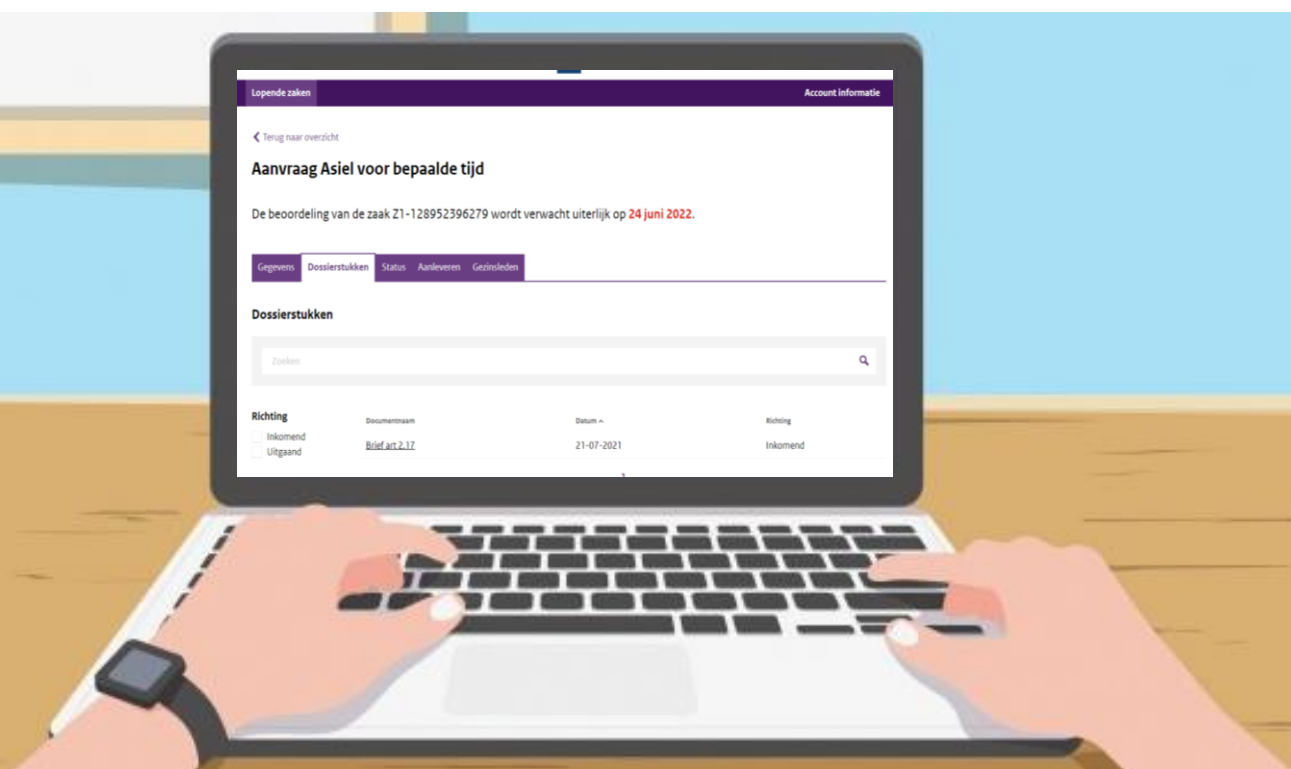 Lopende zaken Account informatie
Terug naar overzicht
Aanvraag Asiel voor bepaalde tijd
De beoordeling van de zaak Z1-128952396279 wordt verwacht uiterlijk op 24 juni 2022.
Gegevens Dossierstukken Status Aanleveren Gezinsleden
Dossierstukken
Zoeken
Richting Documentnaam Datum Richting
Inkomend
Brief art 2.17 21-07-2021 Inkomend
Uitgaand